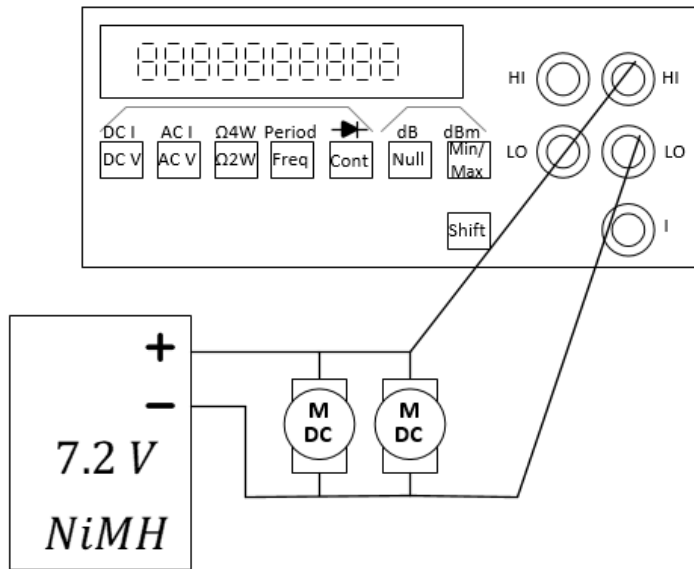 HI HI
DC I AC I Ω4W Period dB dBm
DC V AC V Ω2W Freq Cont Null Min/
Max
LO LO
Shift I
+
−
7.2 V
NiMH
M M
DC DC